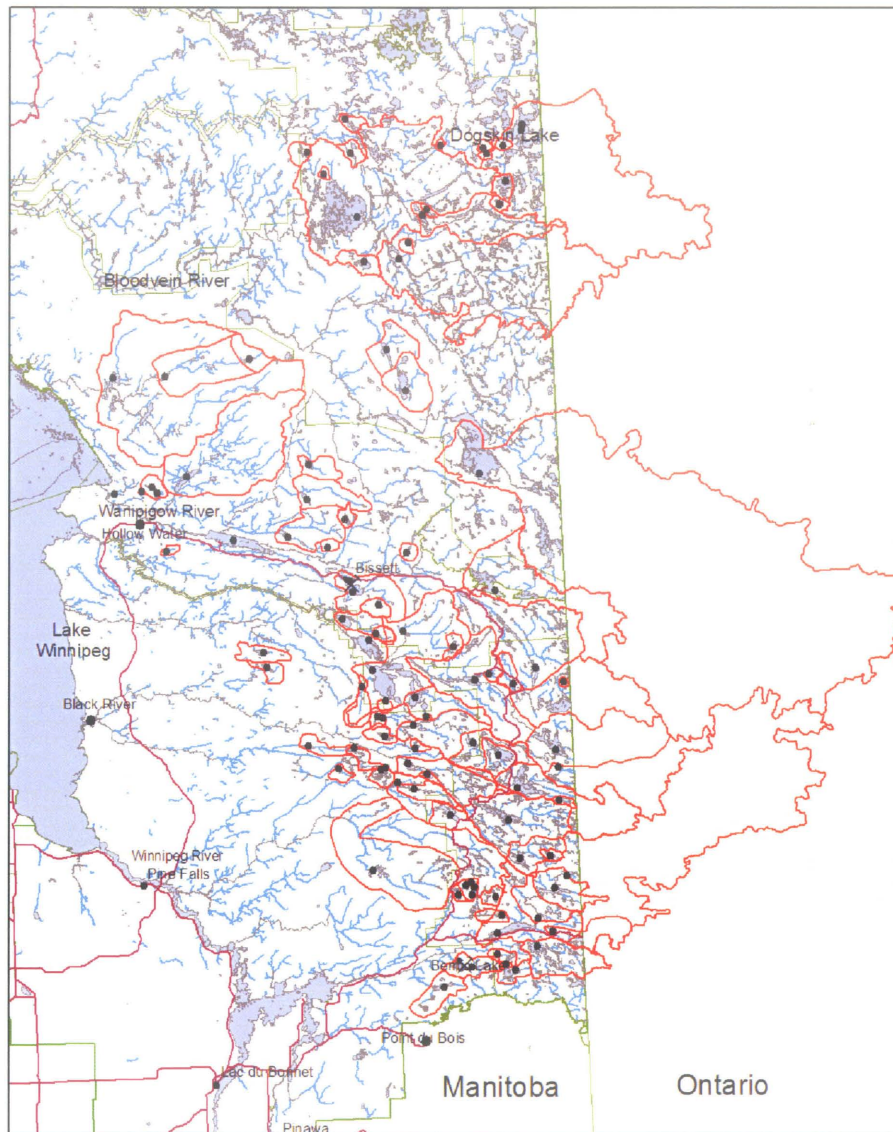 Dogskin Lake
Bloodvein River
Wanipigow River
Hollow Water
Bissett
Lake
Winnipeg
Black River
Winnipeg River
Pine Falls
Point du Bois
Lac du Bonnet
Manitoba
Ontario
Pinawa